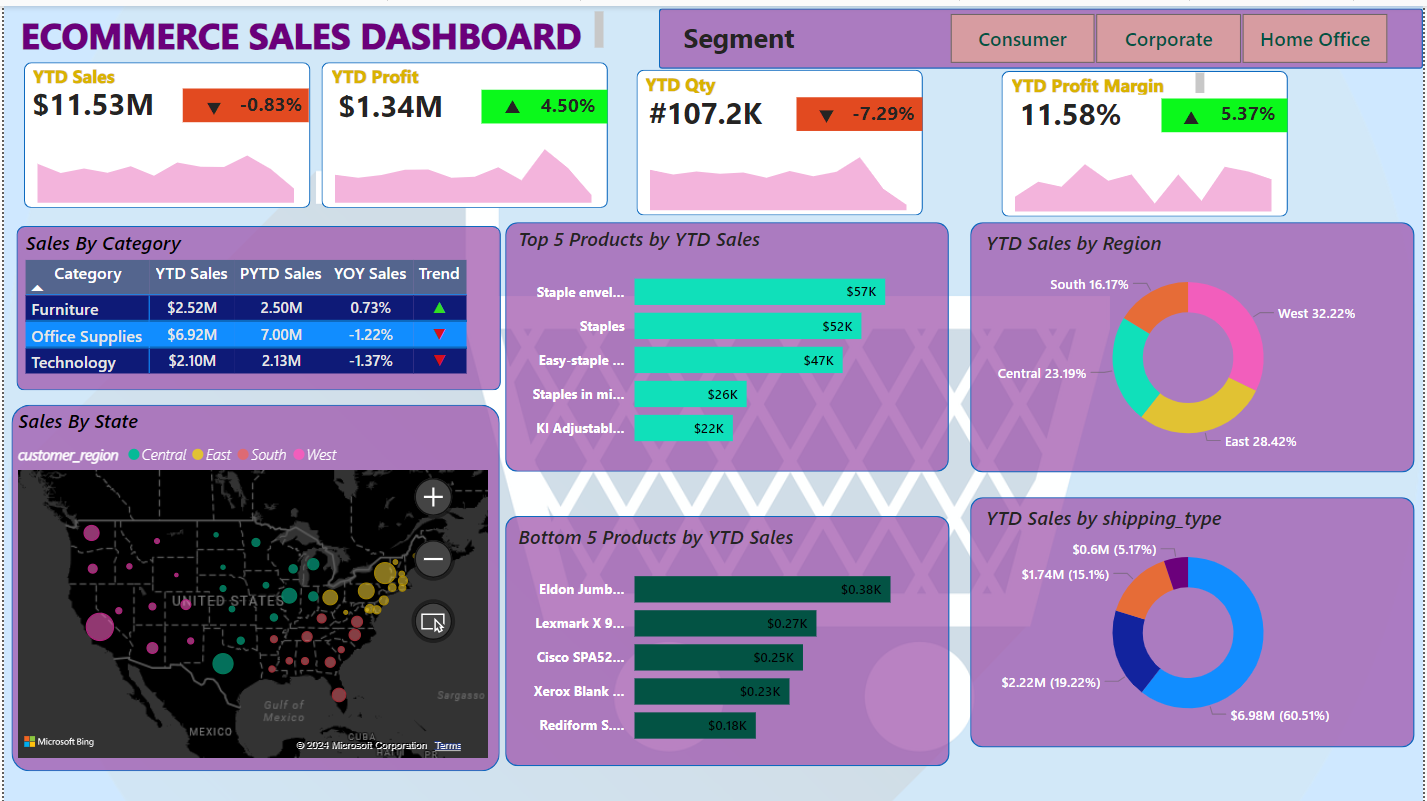 ECOMMERCE SALES DASHBOARD
Segment
Consumer
Corporate
Home Office
YTD Sales
$11.53M
-0.83%
YTD Profit
$1.34M
4.50%
YTD Qty
#107.2K
-7.29%
YTD Profit Margin
11.58%
5.37%
Sales By Category
Category YTD Sales PYTD Sales YOY Sales Trend
Furniture $2.52M 2.50M 0.73%
Office Supplies $6.92M 7.00M -1.22%
Technology $2.10M 2.13M -1.37%
Top 5 Products by YTD Sales
Staple envel... $57K
Staples $52K
Easy-staple ... $47K
Staples in mi... $26K
KI Adjustabl... $22K
YTD Sales by Region
South 16.17%
West 32.22%
Central 23.19%
East 28.42%
Sales By State
customer_region Central East South West
UNITED STATES
Gulf of
Mexico
Sargasso
MEXICO
CUBA
HAITI
PR
Microsoft Bing
© 2024 Microsoft Corporation Terms
Bottom 5 Products by YTD Sales
Eldon Jumb... $0.38K
Lexmark X 9... $0.27K
Cisco SPA52... $0.25K
Xerox Blank ... $0.23K
Rediform S.... $0.18K
YTD Sales by shipping_type
$0.6M (5.17%)
$1.74M (15.1%)
$2.22M (19.22%)
$6.98M (60.51%)